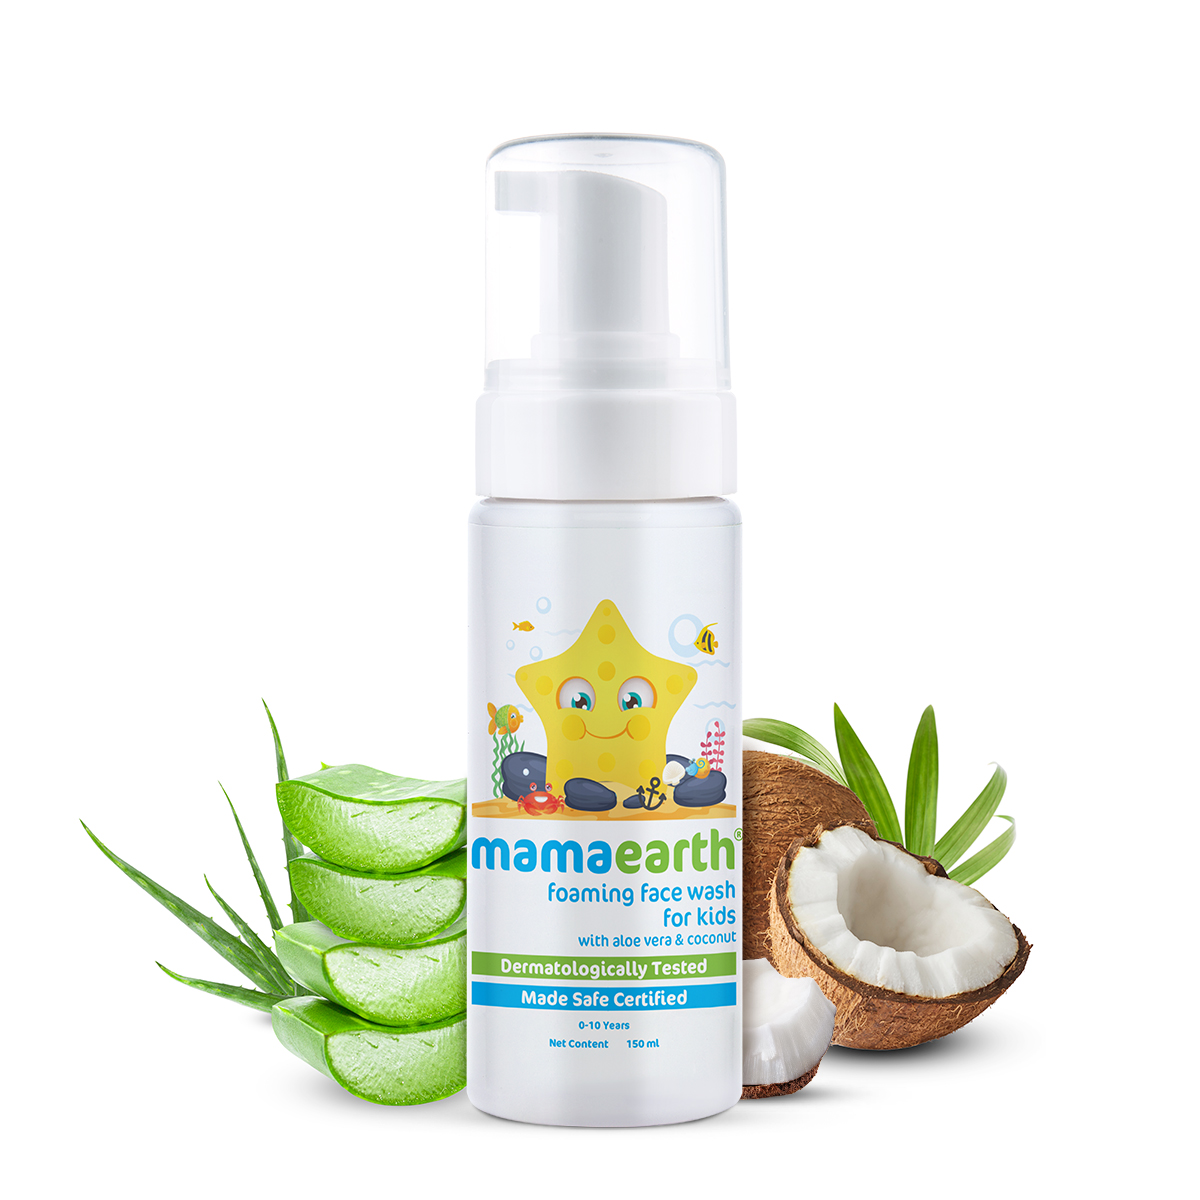 mamaearth®
foaming face wash
for kids
with aloe vera & coconut
Dermatologically Tested
Made Safe Certified
0-10 Years
Net Content 150 ml